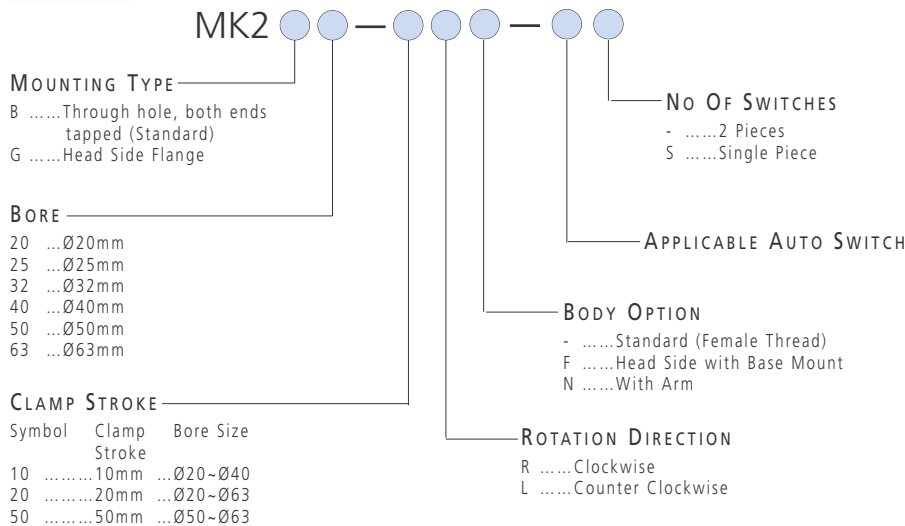 MK2 — —
MOUNTING TYPE
B ......Through hole, both ends
tapped (Standard)
G ......Head Side Flange
BORE
20 ...Ø20mm
25 ...Ø25mm
32 ...Ø32mm
40 ...Ø40mm
50 ...Ø50mm
63 ...Ø63mm
CLAMP STROKE
Symbol Clamp Bore Size
Stroke
10 .........10mm ...Ø20~Ø40
20 .........20mm ...Ø20~Ø63
50 .........50mm ...Ø50~Ø63
NO OF SWITCHES
- ......2 Pieces
S ......Single Piece
APPLICABLE AUTO SWITCH
BODY OPTION
- ......Standard (Female Thread)
F ......Head Side with Base Mount
N ......With Arm
ROTATION DIRECTION
R ......Clockwise
L ......Counter Clockwise